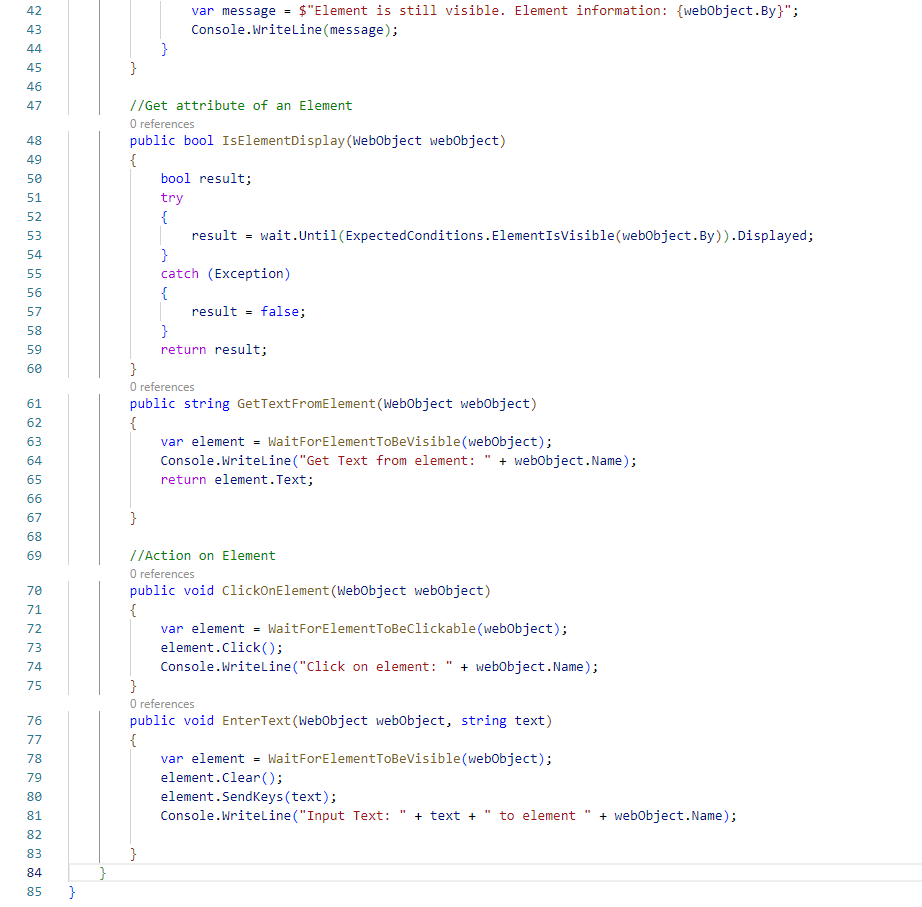 42 var message = $"Element is still visible. Element information: {webObject.By}";
43 Console.WriteLine(message);
44 }
45 }
46
47 //Get attribute of an Element
0 references
48 public bool IsElementDisplay(WebObject webObject)
49 {
50 bool result;
51 try
52 {
53 result = wait.Until(ExpectedConditions.ElementIsVisible(webObject.By)).Displayed;
54 }
55 catch (Exception)
56 {
57 result = false;
58 }
59 return result;
60 }
0 references
61 public string GetTextFromElement(WebObject webObject)
62 {
63 var element = WaitForElementToBeVisible(webObject);
64 Console.WriteLine("Get Text from element: " + webObject.Name);
65 return element.Text;
66
67 }
68
69 //Action on Element
0 references
70 public void ClickOnElement(WebObject webObject)
71 {
72 var element = WaitForElementToBeClickable(webObject);
73 element.Click();
74 Console.WriteLine("Click on element: " + webObject.Name);
75 }
0 references
76 public void EnterText(WebObject webObject, string text)
77 {
78 var element = WaitForElementToBeVisible(webObject);
79 element.Clear();
80 element.SendKeys(text);
81 Console.WriteLine("Input Text: " + text + " to element " + webObject.Name);
82
83 }
84 }
85 }